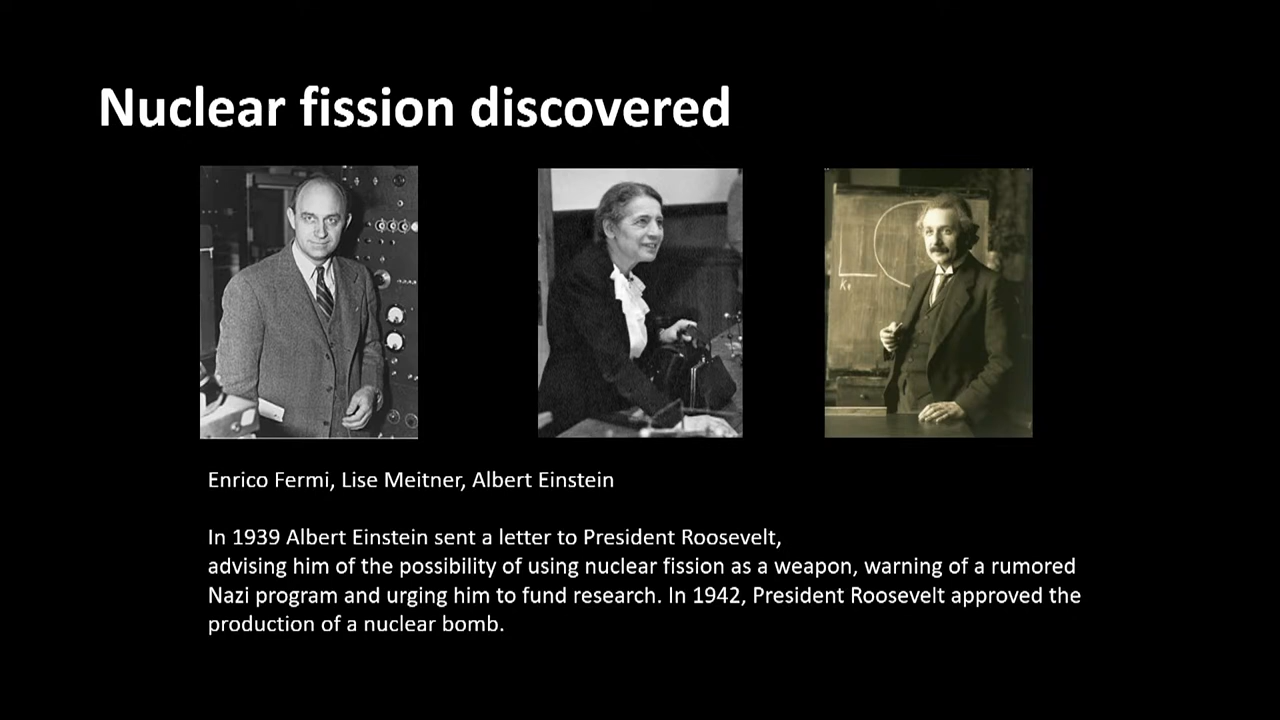 Nuclear fission discovered
Enrico Fermi, Lise Meitner, Albert Einstein
In 1939 Albert Einstein sent a letter to President Roosevelt,
advising him of the possibility of using nuclear fission as a weapon, warning of a rumored
Nazi program and urging him to fund research. In 1942, President Roosevelt approved the
production of a nuclear bomb.